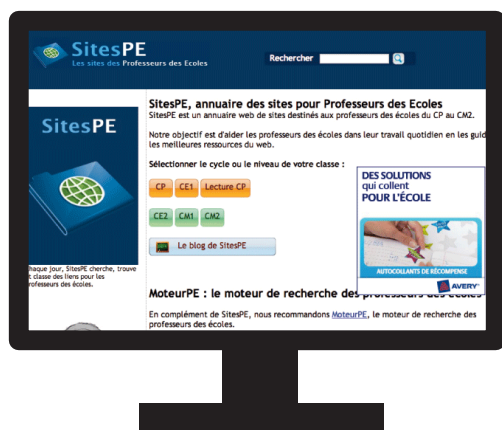 SitesPE
Les sites des Professeurs des Ecoles
Rechercher
SitesPE
haque jour, SitesPE cherche, trouve
t classe des liens pour les
rofesseurs des écoles.
SitesPE, annuaire des sites pour Professeurs des Ecoles
SitesPE est un annuaire web de sites destinés aux professeurs des écoles du CP au CM2.
Notre objectif est d'aider les professeurs des écoles dans leur travail quotidien en les guid
les meilleures ressources du web.
Sélectionner le cycle ou le niveau de votre classe :
CP CE1 Lecture CP
CE2 CM1 CM2
Le blog de SitesPE
DES SOLUTIONS
qui collent
POUR L'ÉCOLE
AUTOCOLLANTS DE RÉCOMPENSE
AVERY
MoteurPE : le moteur de recherche des professeurs des écoles
En complément de SitesPE, nous recommandons MoteurPE, le moteur de recherche des
professeurs des écoles.